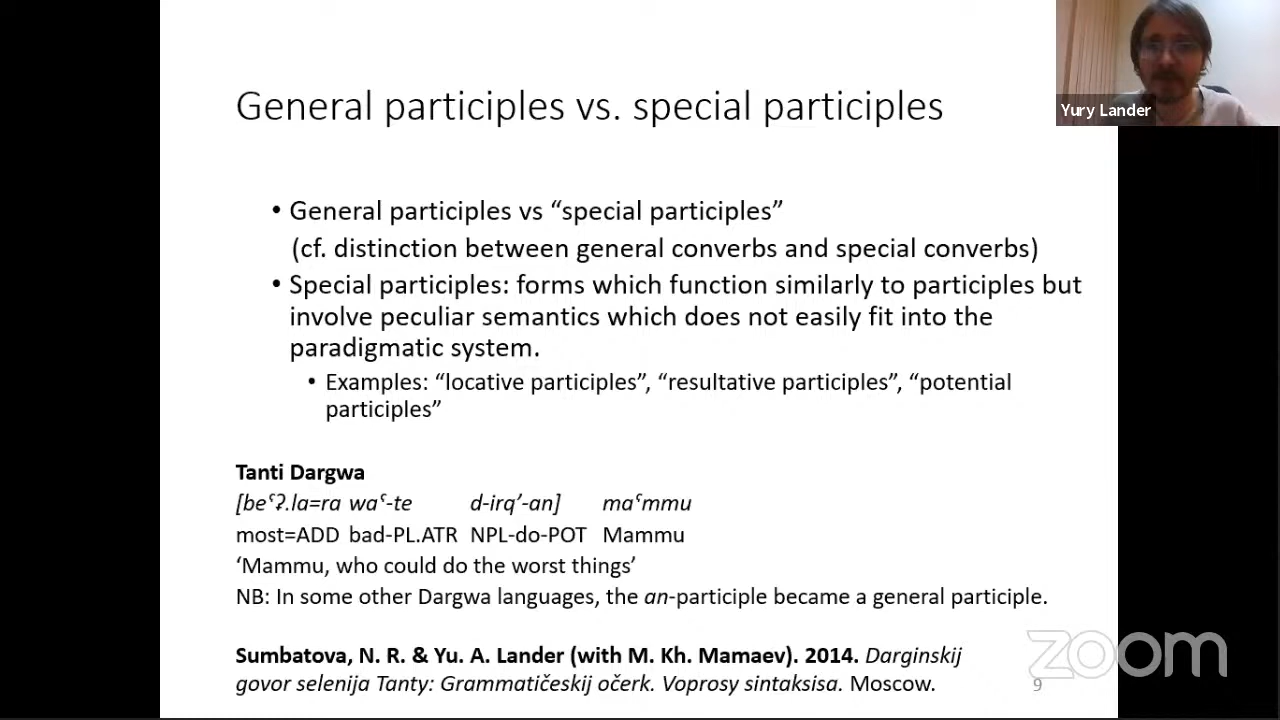 General participles vs. special participles
Yury Lander
• General participles vs “special participles”
(cf. distinction between general converbs and special converbs)
• Special participles: forms which function similarly to participles but
involve peculiar semantics which does not easily fit into the
paradigmatic system.
• Examples: “locative participles”, “resultative participles”, “potential
participles”
Tanti Dargwa
[beˤʡ.la=ra waˤ-te d-irq’-an] maˤmmu
most=ADD bad-PL.ATR NPL-do-POT Mammu
‘Mammu, who could do the worst things’
NB: In some other Dargwa languages, the an-participle became a general participle.
Sumbatova, N. R. & Yu. A. Lander (with M. Kh. Mamaev). 2014. Darginskij
govor selenija Tanty: Grammatičeskij očerk. Voprosy sintaksisa. Moscow.
9
zoom